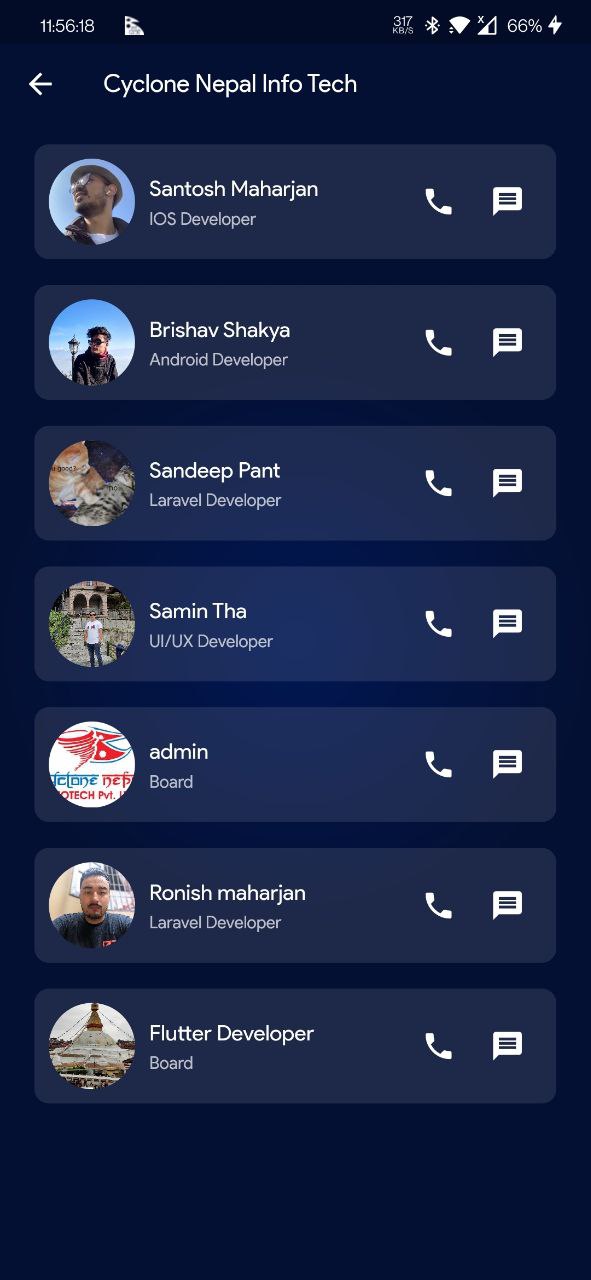 11:56:18
317
KB/S
X
66%
Cyclone Nepal Info Tech
Santosh Maharjan
IOS Developer
Brishav Shakya
Android Developer
Sandeep Pant
u good?
Laravel Developer
Samin Tha
UI/UX Developer
admin
Board
OTECH Pvt.
Ronish maharjan
Laravel Developer
Flutter Developer
Board